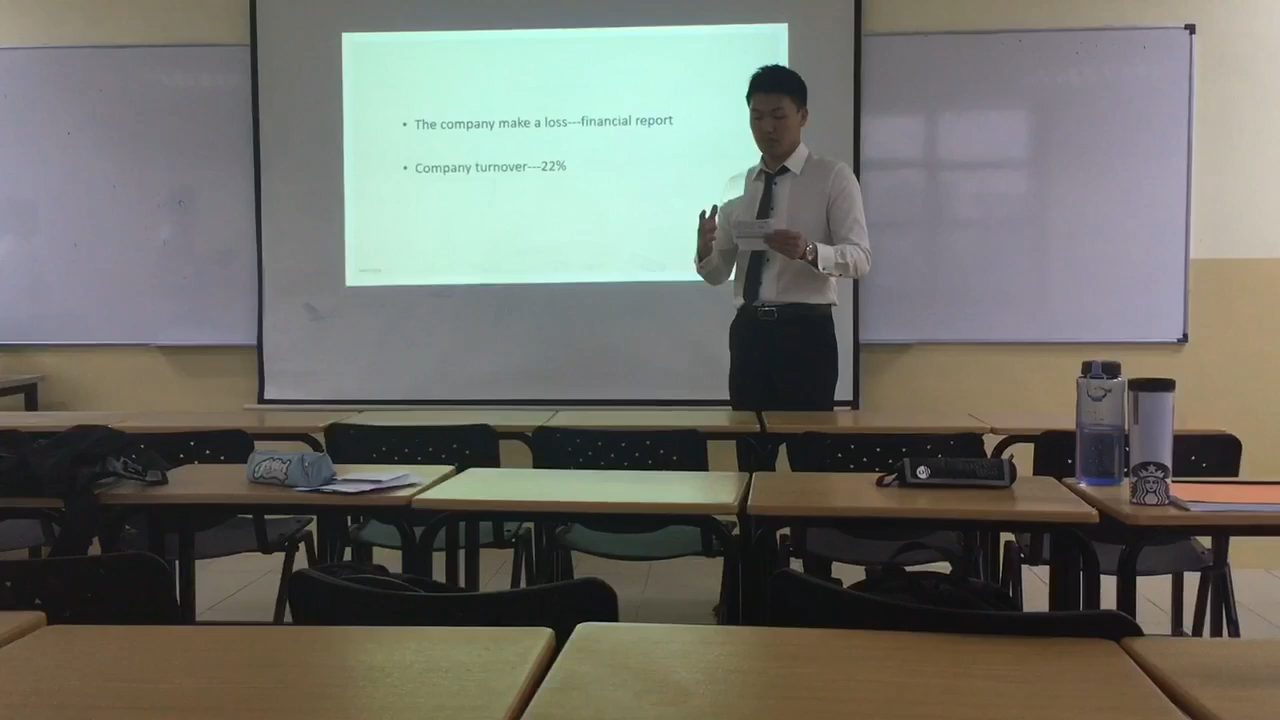 • The company make a loss---financial report
• Company turnover---22%